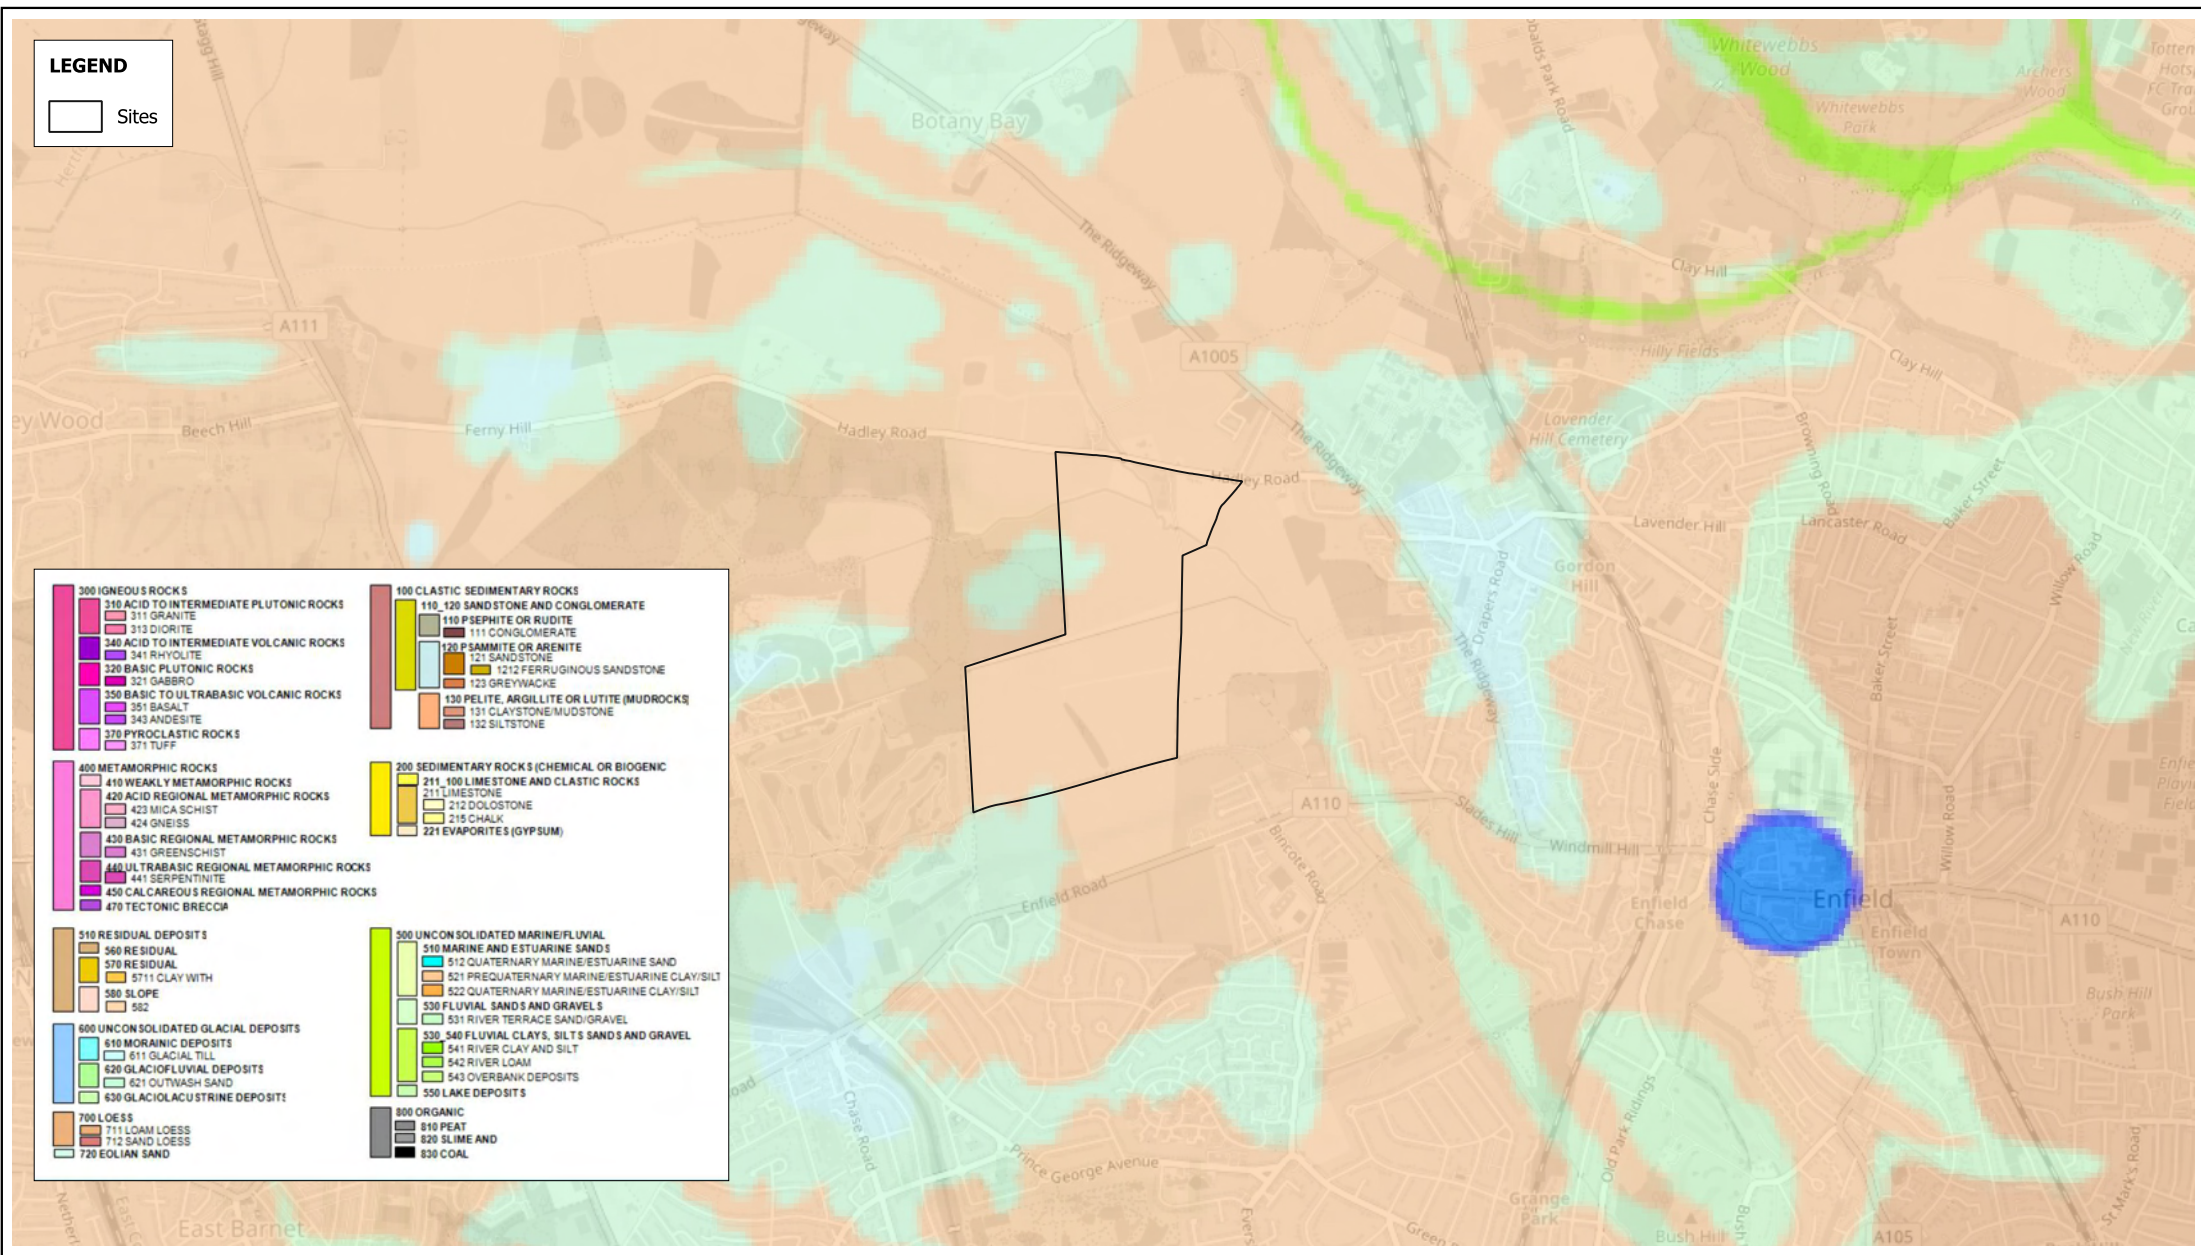 LEGEND
Sites
Stagg Hill
Whitewebbs
Wood
Archers
Wood
Whitewebbs
Park
Botany Bay
The Ridgeway
Clay Hill
A111
A1005
Hilly Fields
Clay Hill
Lavender
Hill Cemetery
ey Wood
Beech Hill
Ferny Hill
Hadley Road
Hadley Road
The Ridgeway
Browning Road
Baker Street
Lavender Hill
Lancaster Road
Willow Road
Gordon
Hill
Drapers Road
The Ridgeway
Baker Street
Chase Side
A110
Slades Hill
Windmill Hill
Bincote Road
Willow Road
Enfield Road
Enfield
Chase
Enfield
A110
Enfield
Town
Bush Hill
Park
Chase Road
Prince George Avenue
Old Park Ridings
Grange
Park
Bush Hill
A105
St Mark's Road
East Barnet
300 IGNEOUS ROCKS
310 ACID TO INTERMEDIATE PLUTONIC ROCKS
311 GRANITE
313 DIORITE
340 ACID TO INTERMEDIATE VOLCANIC ROCKS
341 RHYOLITE
320 BASIC PLUTONIC ROCKS
321 GABBRO
350 BASIC TO ULTRABASIC VOLCANIC ROCKS
351 BASALT
343 ANDESITE
370 PYROCLASTIC ROCKS
371 TUFF
400 METAMORPHIC ROCKS
410 WEAKLY METAMORPHIC ROCKS
420 ACID REGIONAL METAMORPHIC ROCKS
423 MICA SCHIST
424 GNEISS
430 BASIC REGIONAL METAMORPHIC ROCKS
431 GREENSCHIST
440 ULTRABASIC REGIONAL METAMORPHIC ROCKS
441 SERPENTINITE
450 CALCAREOUS REGIONAL METAMORPHIC ROCKS
470 TECTONIC BRECCIA
510 RESIDUAL DEPOSITS
560 RESIDUAL
570 RESIDUAL
5711 CLAY WITH
580 SLOPE
582
600 UNCONSOLIDATED GLACIAL DEPOSITS
610 MORAINIC DEPOSITS
611 GLACIAL TILL
620 GLACIOFLUVIAL DEPOSITS
621 OUTWASH SAND
630 GLACIOLACUSTRINE DEPOSITS
700 LOESS
711 LOAM LOESS
712 SAND LOESS
720 EOLIAN SAND
100 CLASTIC SEDIMENTARY ROCKS
110_120 SANDSTONE AND CONGLOMERATE
110 PSEPHITE OR RUDITE
111 CONGLOMERATE
120 PSAMMITE OR ARENITE
121 SANDSTONE
1212 FERRUGINOUS SANDSTONE
123 GREYWACKE
130 PELITE, ARGILLITE OR LUTITE (MUDROCKS)
131 CLAYSTONE/MUDSTONE
132 SILTSTONE
200 SEDIMENTARY ROCKS (CHEMICAL OR BIOGENIC
211_100 LIMESTONE AND CLASTIC ROCKS
211 LIMESTONE
212 DOLOSTONE
215 CHALK
221 EVAPORITES (GYPSUM)
500 UNCONSOLIDATED MARINE/FLUVIAL
510 MARINE AND ESTUARINE SANDS
512 QUATERNARY MARINE/ESTUARINE SAND
521 PREQUATERNARY MARINE/ESTUARINE CLAY/SILT
522 QUATERNARY MARINE/ESTUARINE CLAY/SILT
530 FLUVIAL SANDS AND GRAVELS
531 RIVER TERRACE SAND/GRAVEL
530_540 FLUVIAL CLAYS, SILTS SANDS AND GRAVEL
541 RIVER CLAY AND SILT
542 RIVER LOAM
543 OVERBANK DEPOSITS
550 LAKE DEPOSITS
800 ORGANIC
810 PEAT
820 SLIME AND
830 COAL